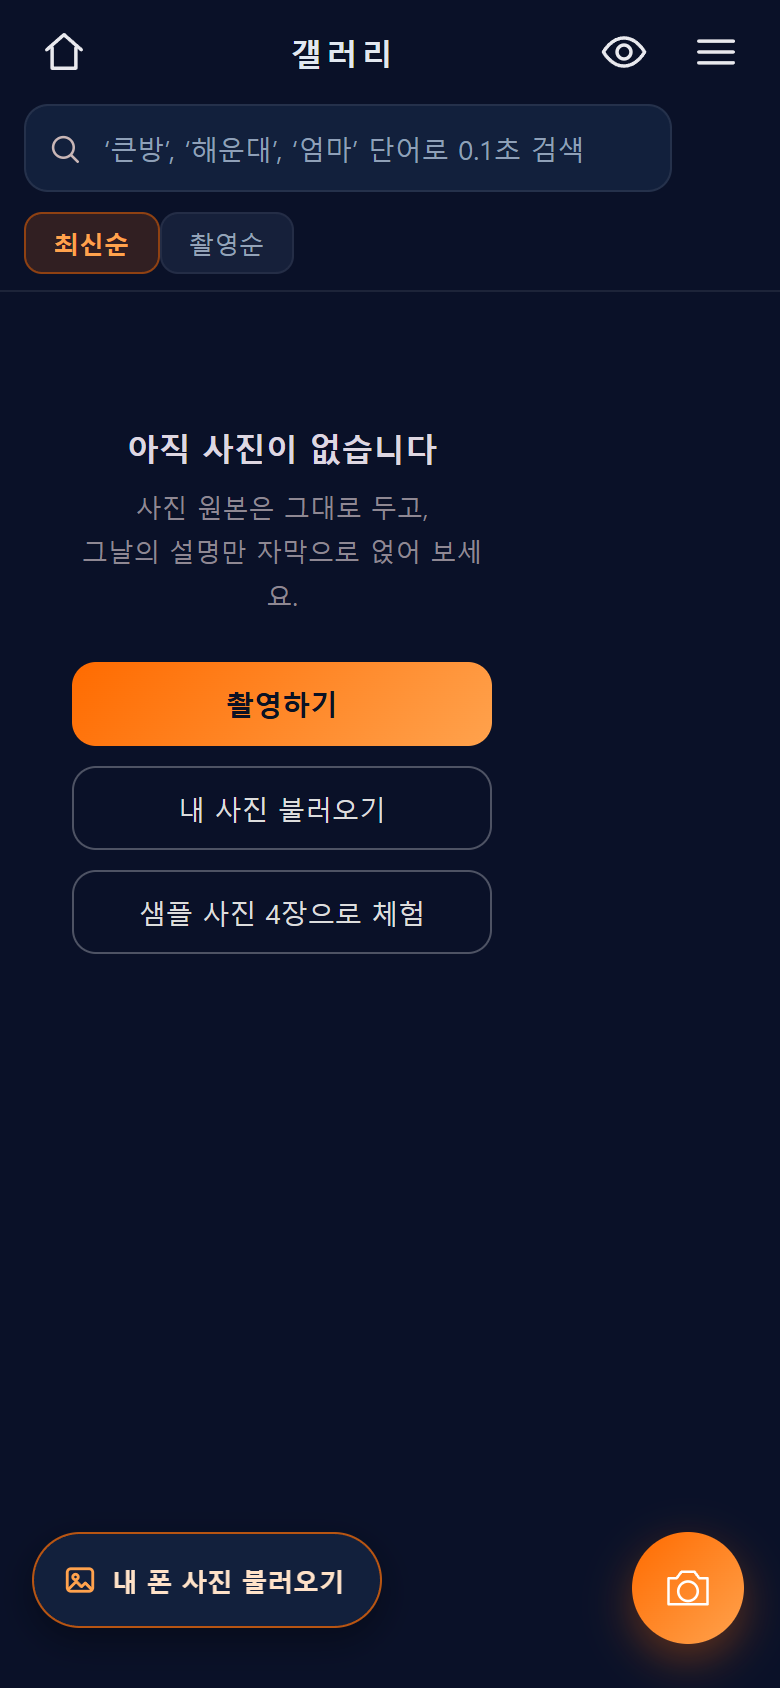 갤러리
‘큰방’, ‘해운대’, ‘엄마’ 단어로 0.1초 검색
최신순 촬영순
아직 사진이 없습니다
사진 원본은 그대로 두고,
그날의 설명만 자막으로 얹어 보세
요.
촬영하기
내 사진 불러오기
샘플 사진 4장으로 체험
내 폰 사진 불러오기